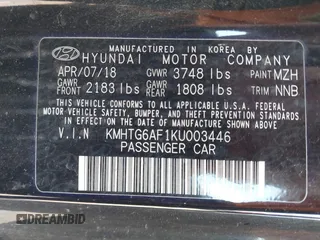 MANUFACTURED IN KOREA BY
HYUNDAI MOTOR COMPANY
APR/07/18 GVWR 3748 lbs PAINT MZH
GAWR FRONT 2183 lbs GAWR REAR 1808 lbs TRIM NNB
THIS VEHICLE CONFORMS TO ALL APPLICABLE U.S.A. FEDERAL
MOTOR VEHICLE SAFETY, BUMPER, AND THEFT PREVENTION STANDARDS
IN EFFECT ON THE DATE OF MANUFACTURE SHOWN ABOVE.
V.I.N KMHTG6AF1KU003446
PASSENGER CAR
DREAMBID